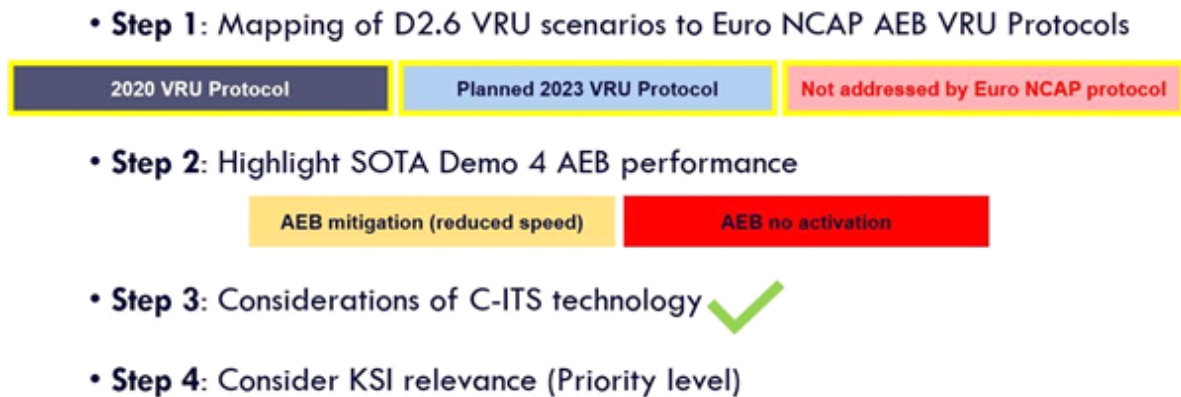 • Step 1: Mapping of D2.6 VRU scenarios to Euro NCAP AEB VRU Protocols
2020 VRU Protocol
Planned 2023 VRU Protocol
Not addressed by Euro NCAP protocol
• Step 2: Highlight SOTA Demo 4 AEB performance
AEB mitigation (reduced speed)
AEB no activation
• Step 3: Considerations of C-ITS technology
• Step 4: Consider KSI relevance (Priority level)